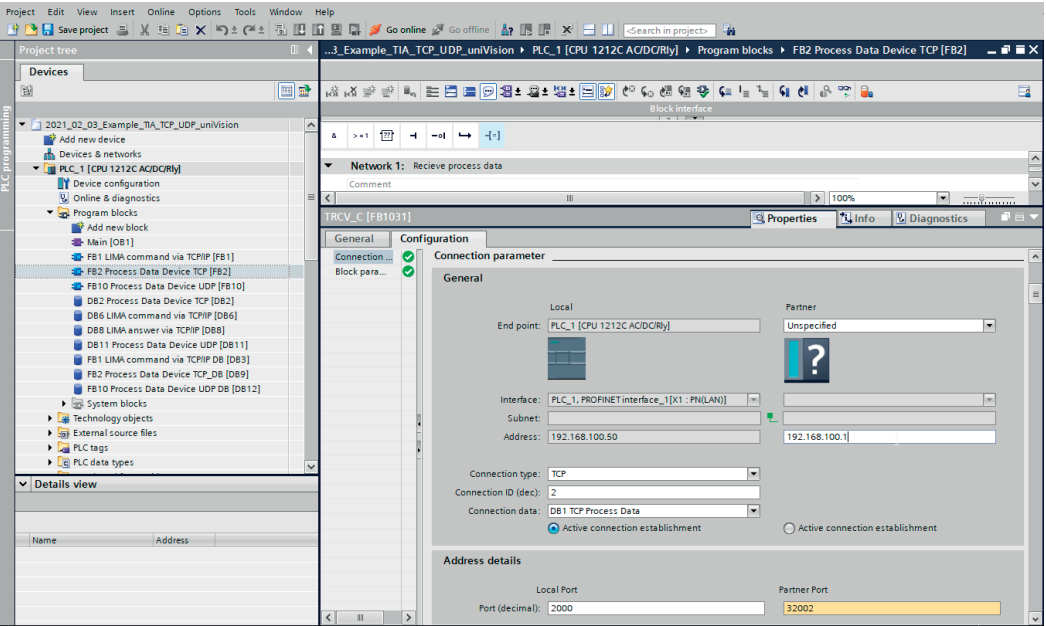 Project Edit View Insert Online Options Tools Window Help
Save project Go online Go offline <Search in project>
Project tree
...3_Example_TIA_TCP_UDP_uniVision PLC_1 [CPU 1212C AC/DC/Rly] Program blocks FB2 Process Data Device TCP [FB2]
Devices
PLC programming
Block interface
2021_02_03_Example_TIA_TCP_UDP_uniVision
Add new device
Devices & networks
PLC_1 [CPU 1212C AC/DC/Rly]
Device configuration
Online & diagnostics
Program blocks
Add new block
Main [OB1]
FB1 LIMA command via TCP/IP [FB1]
FB2 Process Data Device TCP [FB2]
FB10 Process Data Device UDP [FB10]
DB2 Process Data Device TCP [DB2]
DB6 LIMA command via TCP/IP [DB6]
DB8 LIMA answer via TCP/IP [DB8]
DB11 Process Data Device UDP [DB11]
FB1 LIMA command via TCP/IP DB [DB3]
FB2 Process Data Device TCP_DB [DB9]
FB10 Process Data Device UDP DB [DB12]
System blocks
Technology objects
External source files
PLC tags
PLC data types
Details view
Name Address
& >=1 ??
Network 1: Recieve process data
Comment
100%
TRCV_C [FB1031]
Properties Info Diagnostics
General Configuration
Connection ...
Block para...
Connection parameter
General
Local Partner
End point: PLC_1 [CPU 1212C AC/DC/Rly] Unspecified
?
Interface: PLC_1, PROFINET interface_1[X1 : PN(LAN)]
Subnet:
Address: 192.168.100.50 192.168.100.1
Connection type: TCP
Connection ID (dec): 2
Connection data: DB1 TCP Process Data
Active connection establishment Active connection establishment
Address details
Local Port Partner Port
Port (decimal): 2000 32002